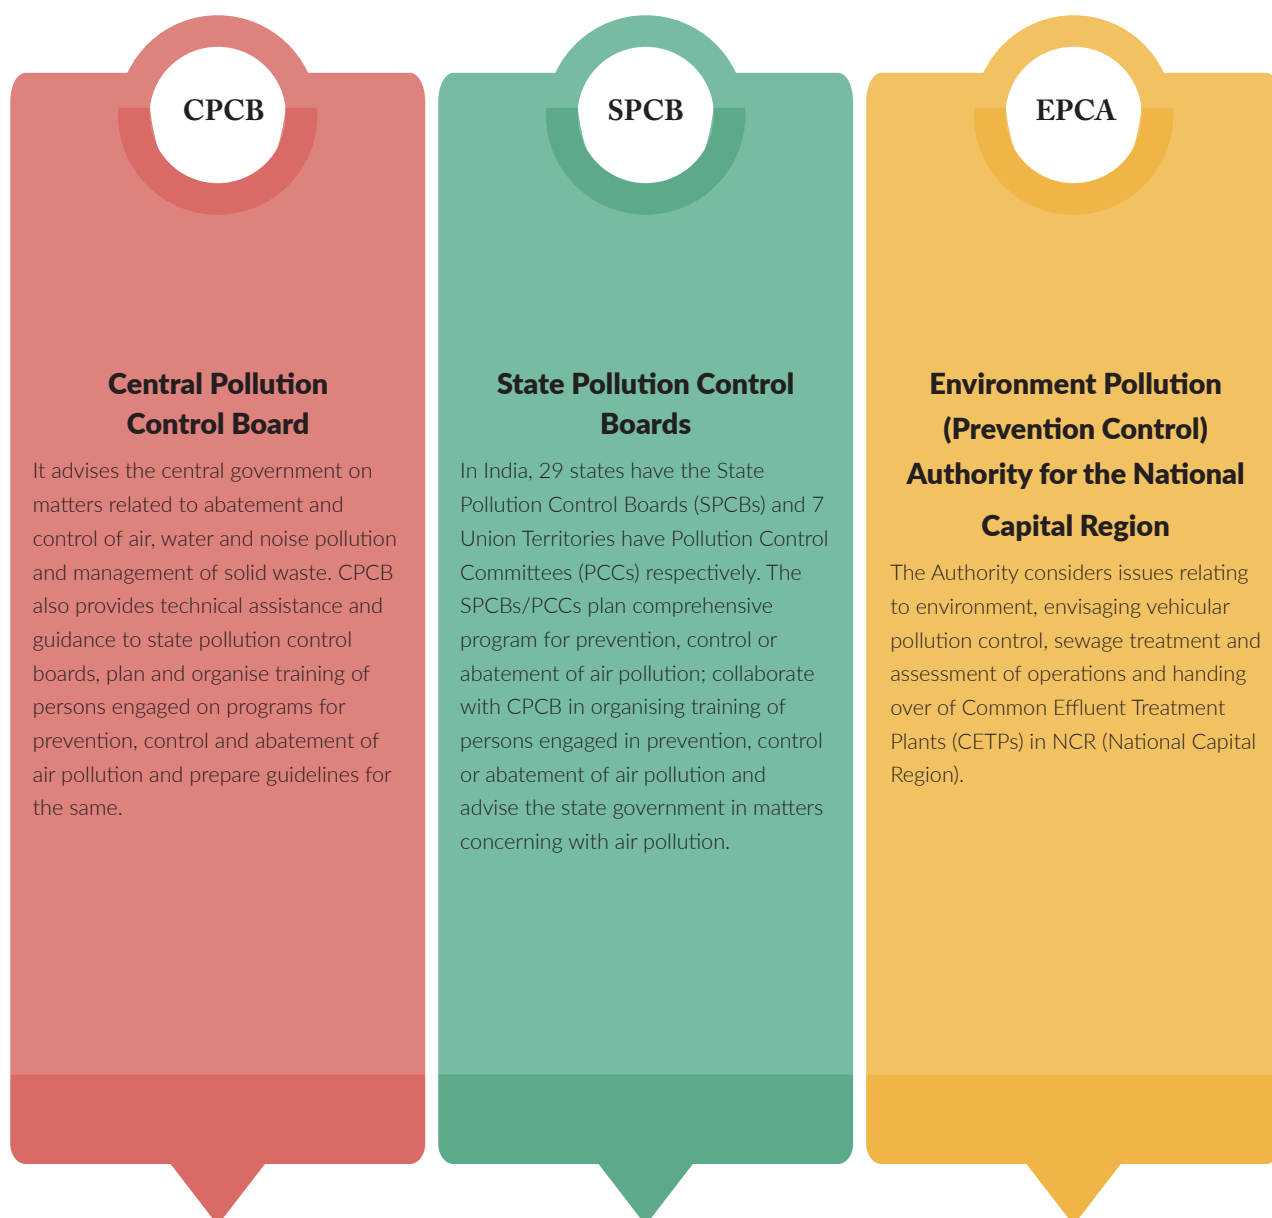 CPCB
Central Pollution
Control Board
It advises the central government on
matters related to abatement and
control of air, water and noise pollution
and management of solid waste. CPCB
also provides technical assistance and
guidance to state pollution control
boards, plan and organise training of
persons engaged on programs for
prevention, control and abatement of
air pollution and prepare guidelines for
the same.
SPCB
State Pollution Control
Boards
In India, 29 states have the State
Pollution Control Boards (SPCBs) and 7
Union Territories have Pollution Control
Committees (PCCs) respectively. The
SPCBs/PCCs plan comprehensive
program for prevention, control or
abatement of air pollution; collaborate
with CPCB in organising training of
persons engaged in prevention, control
or abatement of air pollution and
advise the state government in matters
concerning with air pollution.
EPCA
Environment Pollution
(Prevention Control)
Authority for the National
Capital Region
The Authority considers issues relating
to environment, envisaging vehicular
pollution control, sewage treatment and
assessment of operations and handing
over of Common Effluent Treatment
Plants (CETPs) in NCR (National Capital
Region).